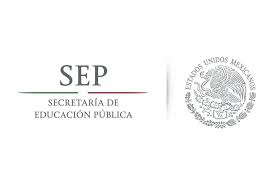 SEP
SECRETARÍA DE
EDUCACIÓN PÚBLICA
ESTADOS UNIDOS MEXICANOS